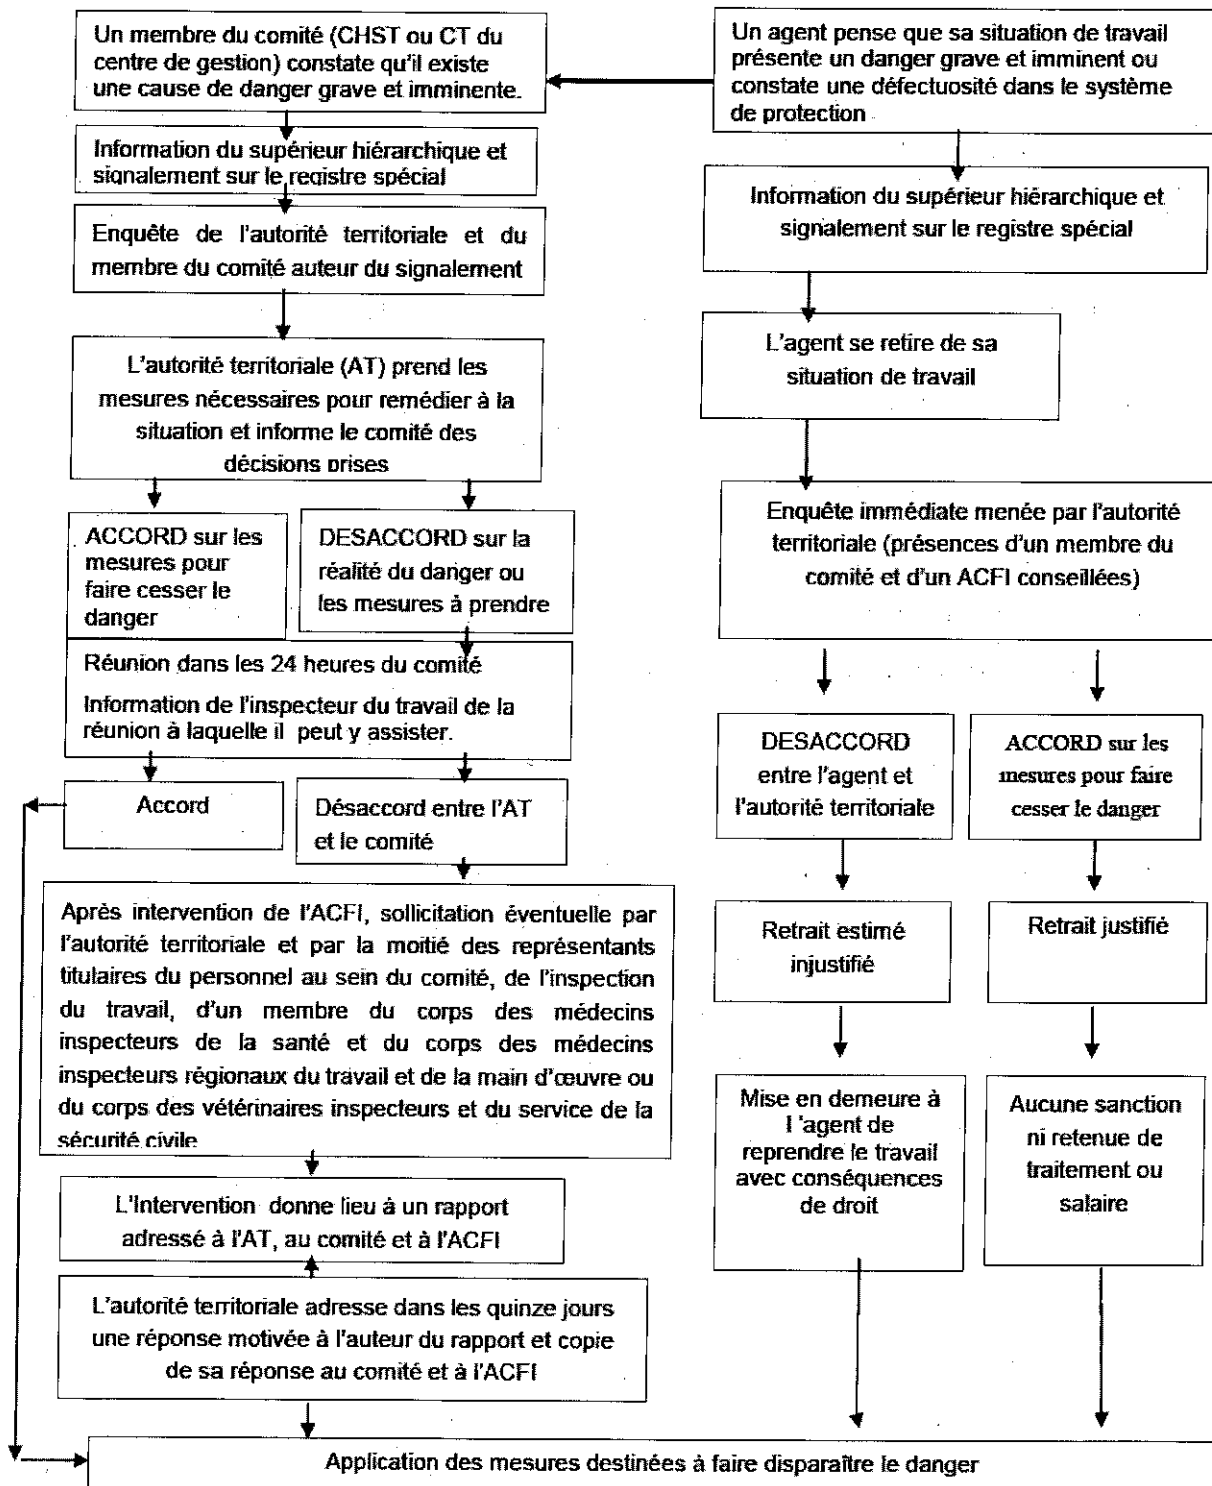 Un membre du comité (CHST ou CT du
centre de gestion) constate qu'il existe
une cause de danger grave et imminente.
Un agent pense que sa situation de travail
présente un danger grave et imminent ou
constate une défectuosité dans le système
de protection
Information du supérieur hiérarchique et
signalement sur le registre spécial
Information du supérieur hiérarchique et
signalement sur le registre spécial
Enquête de l'autorité territoriale et du
membre du comité auteur du signalement
L'agent se retire de sa
situation de travail
L'autorité territoriale (AT) prend les
mesures nécessaires pour remédier à la
situation et informe le comité des
décisions prises
Enquête immédiate menée par l'autorité
territoriale (présences d'un membre du
comité et d'un ACFI conseillées)
ACCORD sur les
mesures pour
faire cesser le
danger
DESACCORD sur la
réalité du danger ou
les mesures à prendre
Réunion dans les 24 heures du comité
Information de l'inspecteur du travail de la
réunion à laquelle il peut y assister.
DESACCORD
entre l'agent et
l'autorité territoriale
ACCORD sur les
mesures pour faire
cesser le danger
Accord
Désaccord entre l'AT
et le comité
Après intervention de l'ACFI, sollicitation éventuelle par
l'autorité territoriale et par la moitié des représentants
titulaires du personnel au sein du comité, de l'inspection
du travail, d'un membre du corps des médecins
inspecteurs de la santé et du corps des médecins
inspecteurs régionaux du travail et de la main d'œuvre ou
du corps des vétérinaires inspecteurs et du service de la
sécurité civile
Retrait estimé
injustifié
Retrait justifié
Mise en demeure à
l 'agent de
reprendre le travail
avec conséquences
de droit
Aucune sanction
ni retenue de
traitement ou
salaire
L'Intervention donne lieu à un rapport
adressé à l'AT, au comité et à l'ACFI
L'autorité territoriale adresse dans les quinze jours
une réponse motivée à l'auteur du rapport et copie
de sa réponse au comité et à l'ACFI
Application des mesures destinées à faire disparaître le danger